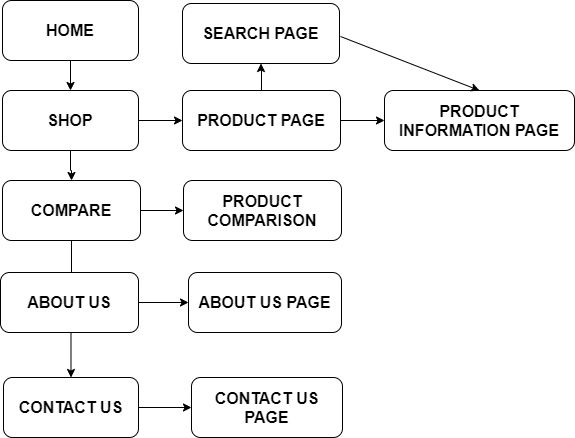 HOME
SEARCH PAGE
SHOP
PRODUCT PAGE
PRODUCT
INFORMATION PAGE
COMPARE
PRODUCT
COMPARISON
ABOUT US
ABOUT US PAGE
CONTACT US
CONTACT US
PAGE